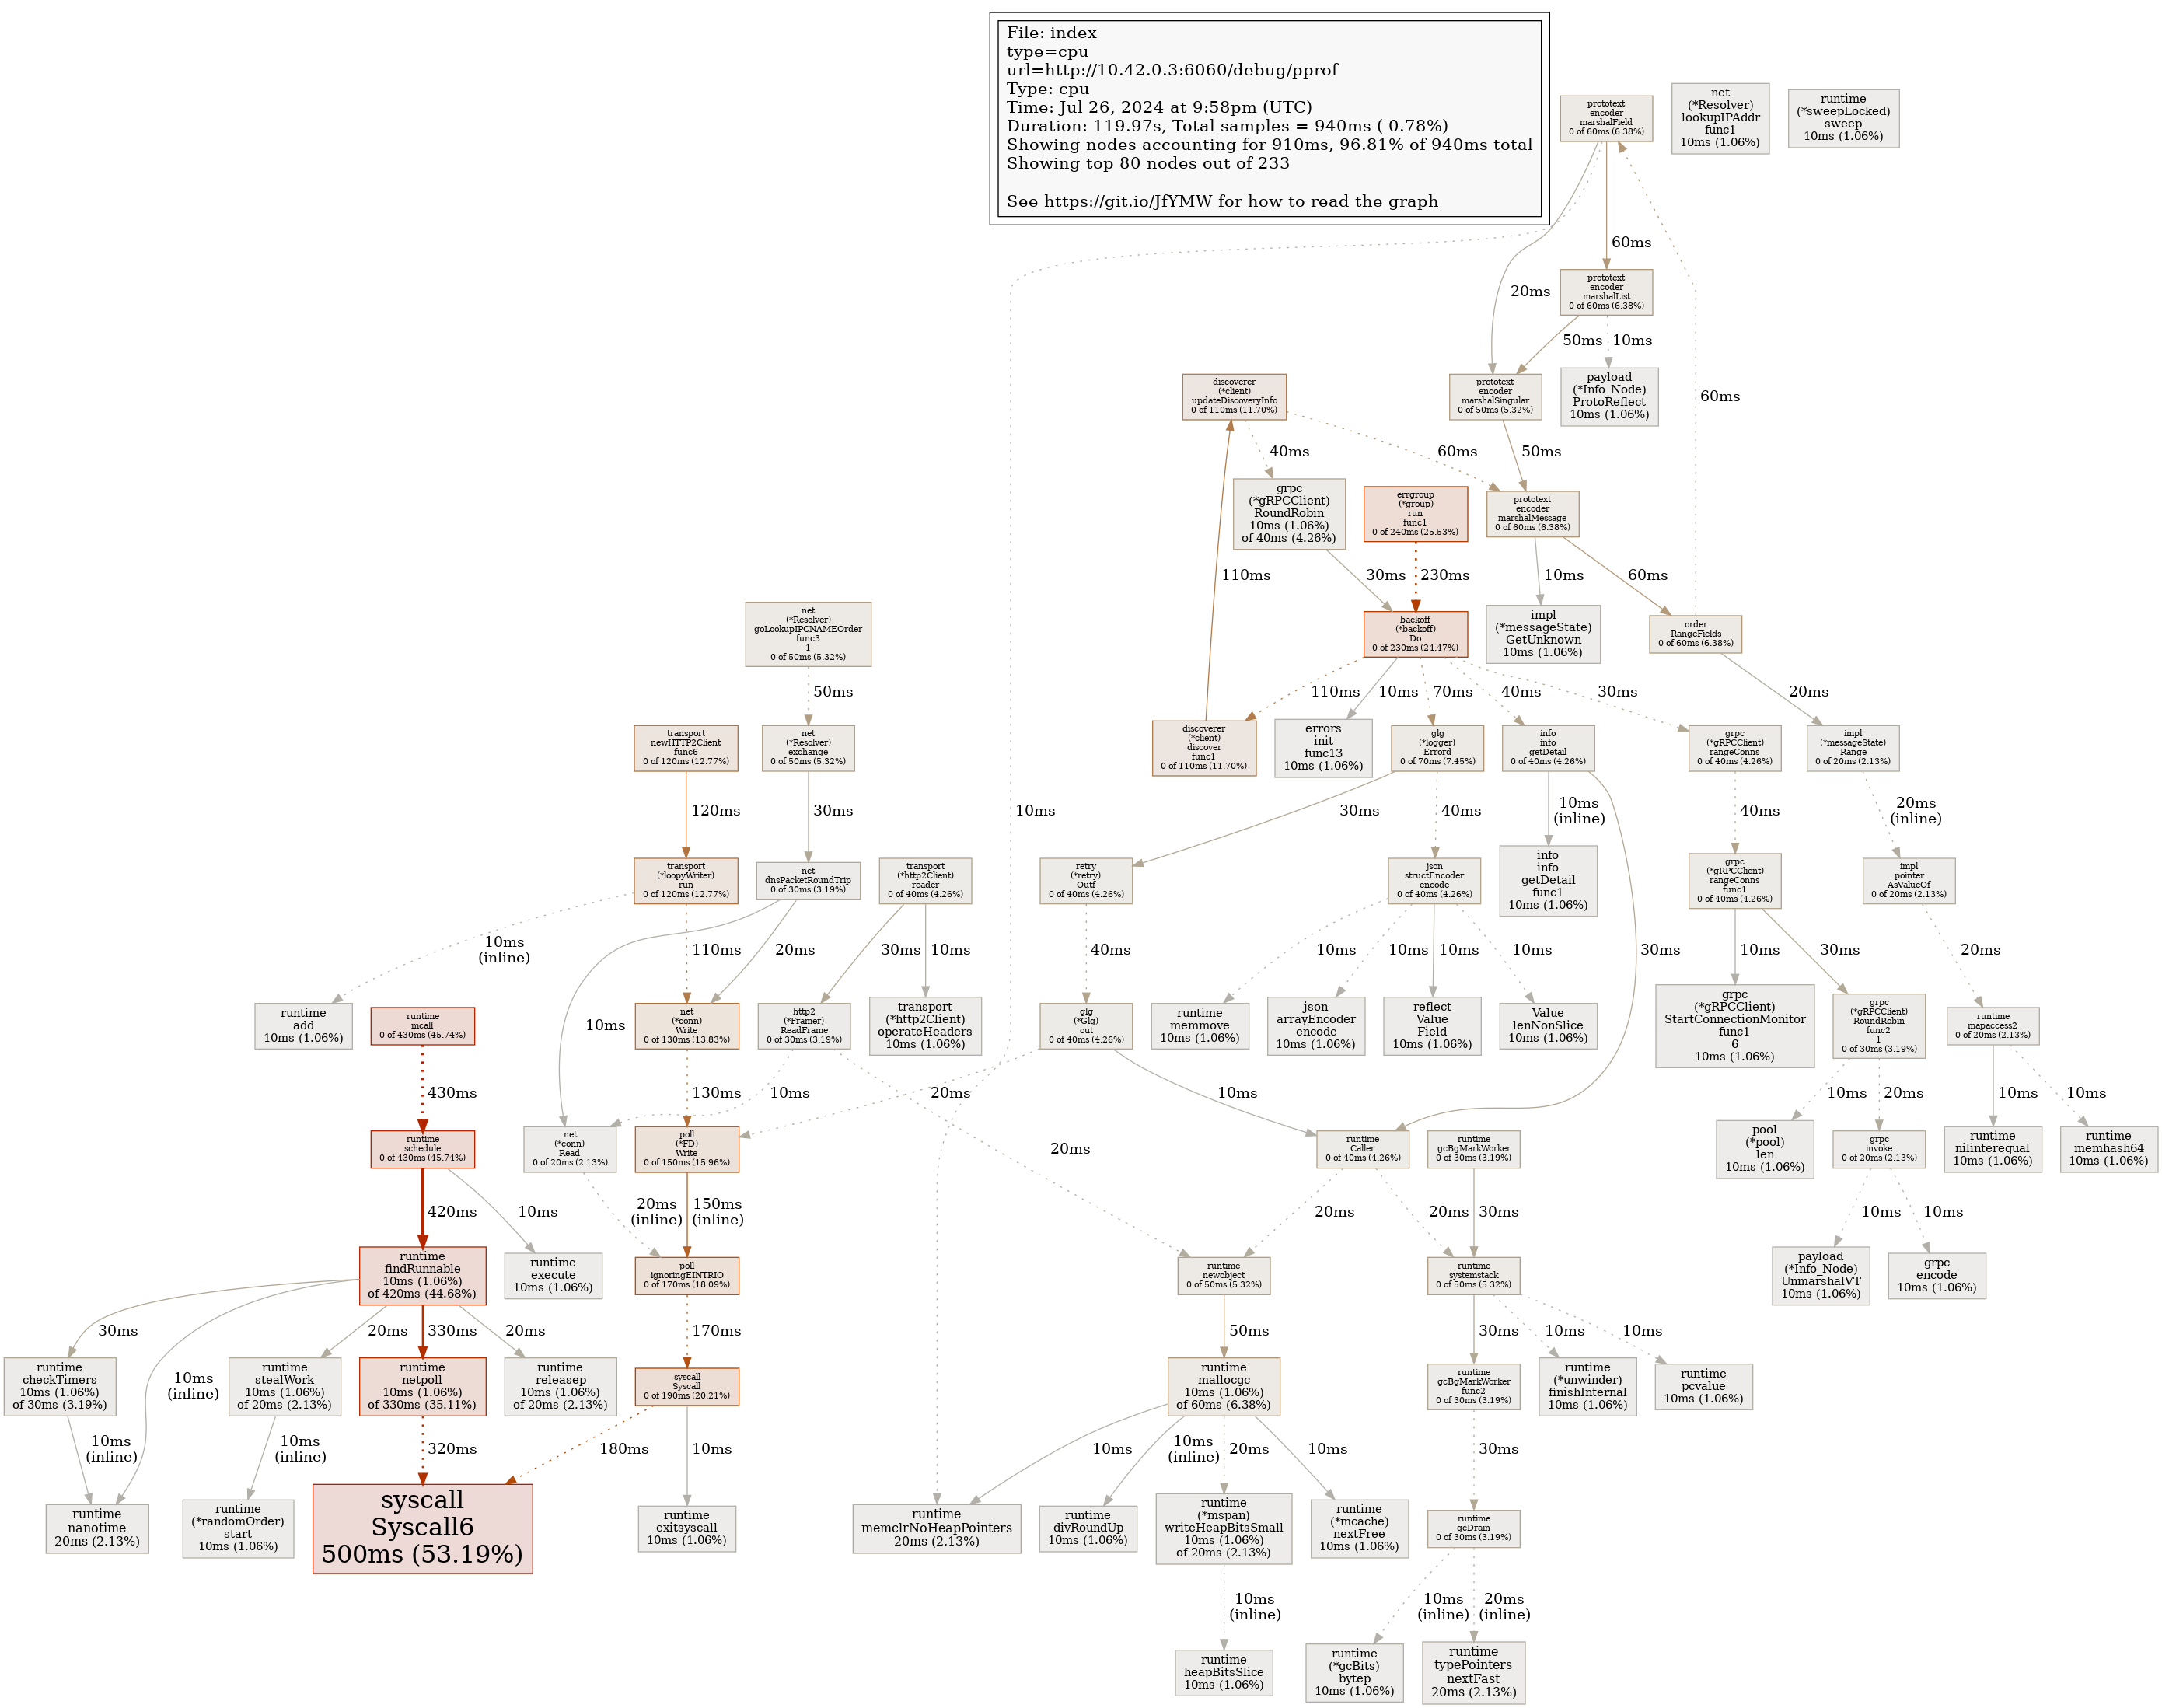 File: index
type=cpu
url=http://10.42.0.3:6060/debug/pprof
Type: cpu
Time: Jul 26, 2024 at 9:58pm (UTC)
Duration: 119.97s, Total samples = 940ms ( 0.78%)
Showing nodes accounting for 910ms, 96.81% of 940ms total
Showing top 80 nodes out of 233
See https://git.io/JfYMW for how to read the graph
prototext
encoder
marshalField
0 of 60ms (6.38%)
net
(*Resolver)
lookupIPAddr
func1
10ms (1.06%)
runtime
(*sweepLocked)
sweep
10ms (1.06%)
60ms
20ms
prototext
encoder
marshalList
0 of 60ms (6.38%)
50ms
10ms
60ms
discoverer
(*client)
updateDiscoveryInfo
0 of 110ms (11.70%)
prototext
encoder
marshalSingular
0 of 50ms (5.32%)
payload
(*Info_Node)
ProtoReflect
10ms (1.06%)
40ms
60ms
50ms
grpc
(*gRPCClient)
RoundRobin
10ms (1.06%)
of 40ms (4.26%)
errgroup
(*group)
run
func1
0 of 240ms (25.53%)
prototext
encoder
marshalMessage
0 of 60ms (6.38%)
110ms
30ms
230ms
10ms
60ms
net
(*Resolver)
goLookupIPCNAMEOrder
func3
1
0 of 50ms (5.32%)
backoff
(*backoff)
Do
0 of 230ms (24.47%)
impl
(*messageState)
GetUnknown
10ms (1.06%)
order
RangeFields
0 of 60ms (6.38%)
50ms
110ms
10ms
70ms
40ms
30ms
20ms
transport
newHTTP2Client
func6
0 of 120ms (12.77%)
net
(*Resolver)
exchange
0 of 50ms (5.32%)
discoverer
(*client)
discover
func1
0 of 110ms (11.70%)
errors
init
func13
10ms (1.06%)
glg
(*logger)
Errord
0 of 70ms (7.45%)
info
info
getDetail
0 of 40ms (4.26%)
grpc
(*gRPCClient)
rangeConns
0 of 40ms (4.26%)
impl
(*messageState)
Range
0 of 20ms (2.13%)
120ms
30ms
10ms
30ms
40ms
10ms
(inline)
40ms
20ms
(inline)
transport
(*loopyWriter)
run
0 of 120ms (12.77%)
net
dnsPacketRoundTrip
0 of 30ms (3.19%)
transport
(*http2Client)
reader
0 of 40ms (4.26%)
retry
(*retry)
Outf
0 of 40ms (4.26%)
json
structEncoder
encode
0 of 40ms (4.26%)
info
info
getDetail
func1
10ms (1.06%)
grpc
(*gRPCClient)
rangeConns
func1
0 of 40ms (4.26%)
impl
pointer
AsValueOf
0 of 20ms (2.13%)
10ms
(inline)
110ms
20ms
30ms
10ms
40ms
10ms
10ms
10ms
10ms
30ms
10ms
30ms
20ms
runtime
add
10ms (1.06%)
runtime
mcall
0 of 430ms (45.74%)
10ms
net
(*conn)
Write
0 of 130ms (13.83%)
http2
(*Framer)
ReadFrame
0 of 30ms (3.19%)
transport
(*http2Client)
operateHeaders
10ms (1.06%)
glg
(*Glg)
out
0 of 40ms (4.26%)
runtime
memmove
10ms (1.06%)
json
arrayEncoder
encode
10ms (1.06%)
reflect
Value
Field
10ms (1.06%)
Value
lenNonSlice
10ms (1.06%)
grpc
(*gRPCClient)
StartConnectionMonitor
func1
6
10ms (1.06%)
grpc
(*gRPCClient)
RoundRobin
func2
1
0 of 30ms (3.19%)
runtime
mapaccess2
0 of 20ms (2.13%)
430ms
130ms
10ms
20ms
10ms
10ms
20ms
10ms
10ms
runtime
schedule
0 of 430ms (45.74%)
net
(*conn)
Read
0 of 20ms (2.13%)
poll
(*FD)
Write
0 of 150ms (15.96%)
20ms
runtime
Caller
0 of 40ms (4.26%)
runtime
gcBgMarkWorker
0 of 30ms (3.19%)
pool
(*pool)
len
10ms (1.06%)
grpc
invoke
0 of 20ms (2.13%)
runtime
nilinterequal
10ms (1.06%)
runtime
memhash64
10ms (1.06%)
420ms
10ms
20ms
(inline)
150ms
(inline)
20ms
20ms
30ms
10ms
10ms
runtime
findRunnable
10ms (1.06%)
of 420ms (44.68%)
runtime
execute
10ms (1.06%)
poll
ignoringEINTRIO
0 of 170ms (18.09%)
runtime
newobject
0 of 50ms (5.32%)
runtime
systemstack
0 of 50ms (5.32%)
payload
(*Info_Node)
UnmarshalVT
10ms (1.06%)
grpc
encode
10ms (1.06%)
30ms
10ms
(inline)
20ms
330ms
20ms
170ms
50ms
30ms
10ms
10ms
runtime
checkTimers
10ms (1.06%)
of 30ms (3.19%)
runtime
stealWork
10ms (1.06%)
of 20ms (2.13%)
runtime
netpoll
10ms (1.06%)
of 330ms (35.11%)
runtime
releasep
10ms (1.06%)
of 20ms (2.13%)
syscall
Syscall
0 of 190ms (20.21%)
runtime
mallocgc
10ms (1.06%)
of 60ms (6.38%)
runtime
gcBgMarkWorker
func2
0 of 30ms (3.19%)
runtime
(*unwinder)
finishInternal
10ms (1.06%)
runtime
pcvalue
10ms (1.06%)
10ms
(inline)
10ms
(inline)
320ms
180ms
10ms
10ms
10ms
(inline)
20ms
10ms
30ms
runtime
nanotime
20ms (2.13%)
runtime
(*randomOrder)
start
10ms (1.06%)
syscall
Syscall6
500ms (53.19%)
runtime
exitsyscall
10ms (1.06%)
runtime
memclrNoHeapPointers
20ms (2.13%)
runtime
divRoundUp
10ms (1.06%)
runtime
(*mspan)
writeHeapBitsSmall
10ms (1.06%)
of 20ms (2.13%)
runtime
(*mcache)
nextFree
10ms (1.06%)
runtime
gcDrain
0 of 30ms (3.19%)
10ms
(inline)
10ms
(inline)
20ms
(inline)
runtime
heapBitsSlice
10ms (1.06%)
runtime
(*gcBits)
bytep
10ms (1.06%)
runtime
typePointers
nextFast
20ms (2.13%)